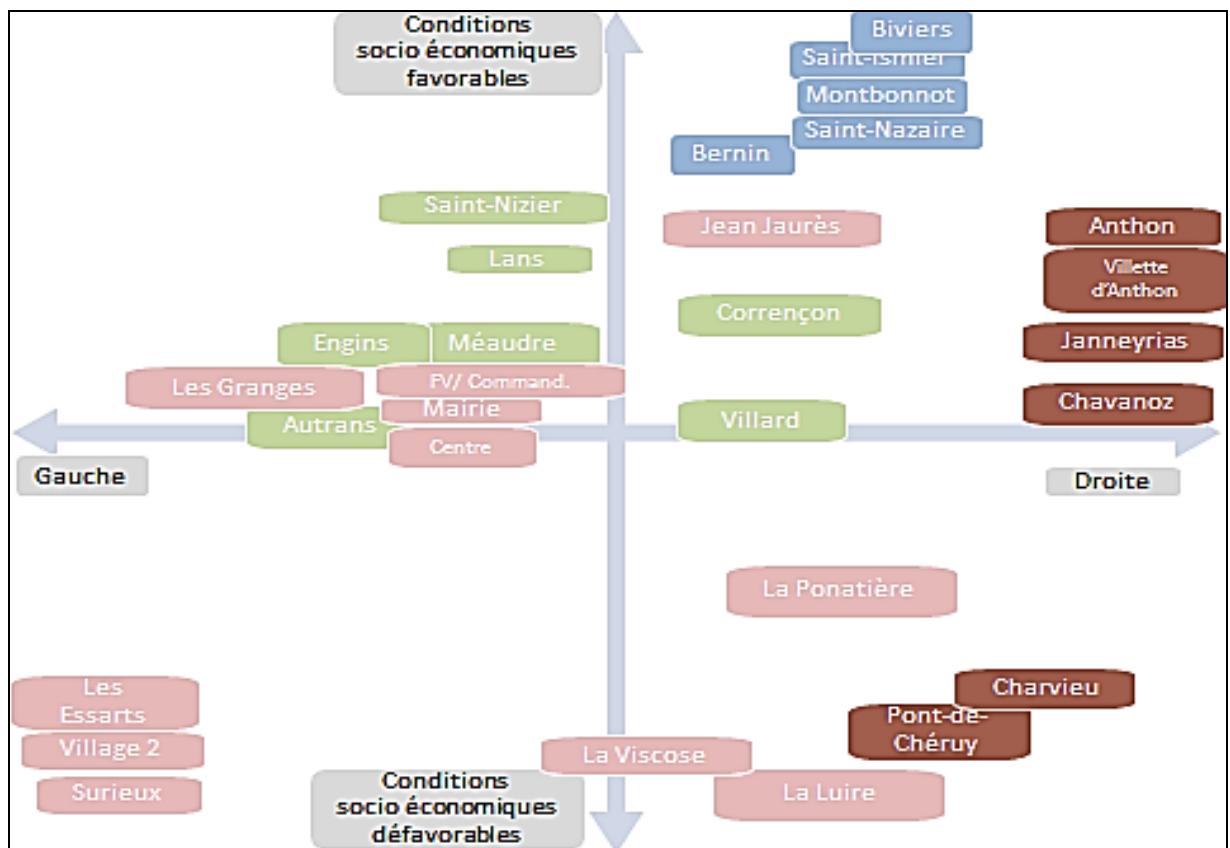 Conditions
socio économiques
favorables
Biviers
Saint-Ismier
Montbonnot
Saint-Nazaire
Bernin
Saint-Nizier
Jean Jaurès
Anthon
Lans
Villette
d'Anthon
Corrençon
Engins
Méaudre
Janneyrias
Les Granges
FV/ Command.
Mairie
Chavanoz
Autrans
Villard
Centre
Gauche
Droite
La Ponatière
Les
Essarts
Charvieu
Pont-de-
Chéruy
Village 2
La Viscose
Surieux
La Luire
Conditions
socio économiques
défavorables